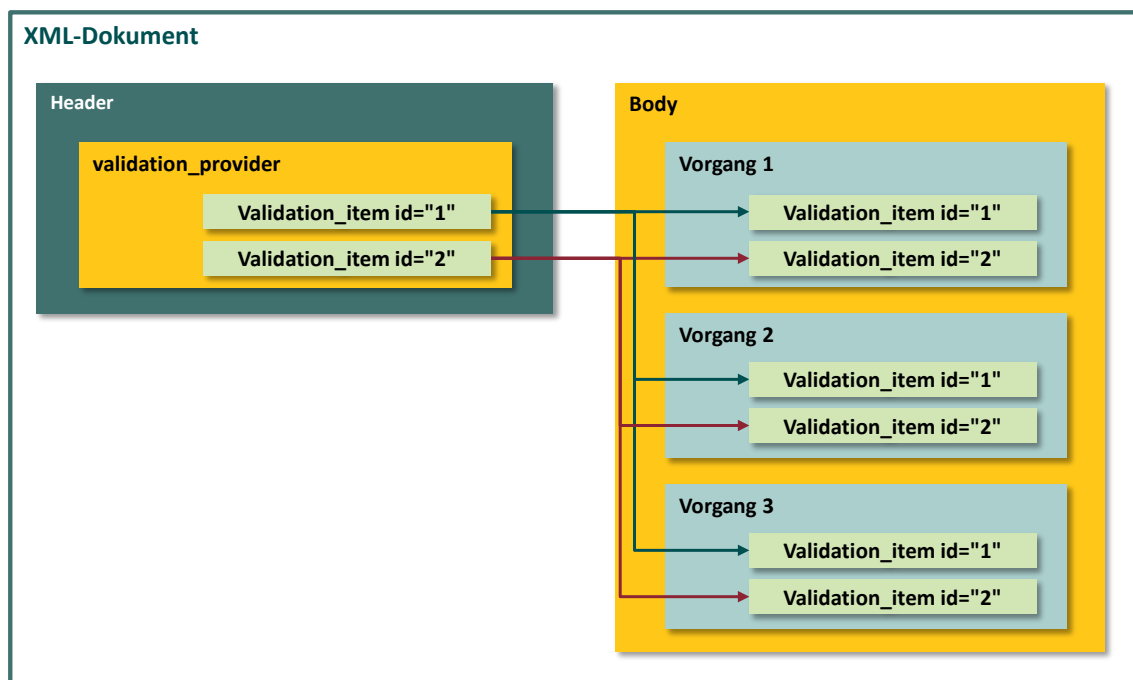 XML-Dokument
Header
validation_provider
Validation_item id="1"
Validation_item id="2"
Body
Vorgang 1
Validation_item id="1"
Validation_item id="2"
Vorgang 2
Validation_item id="1"
Validation_item id="2"
Vorgang 3
Validation_item id="1"
Validation_item id="2"